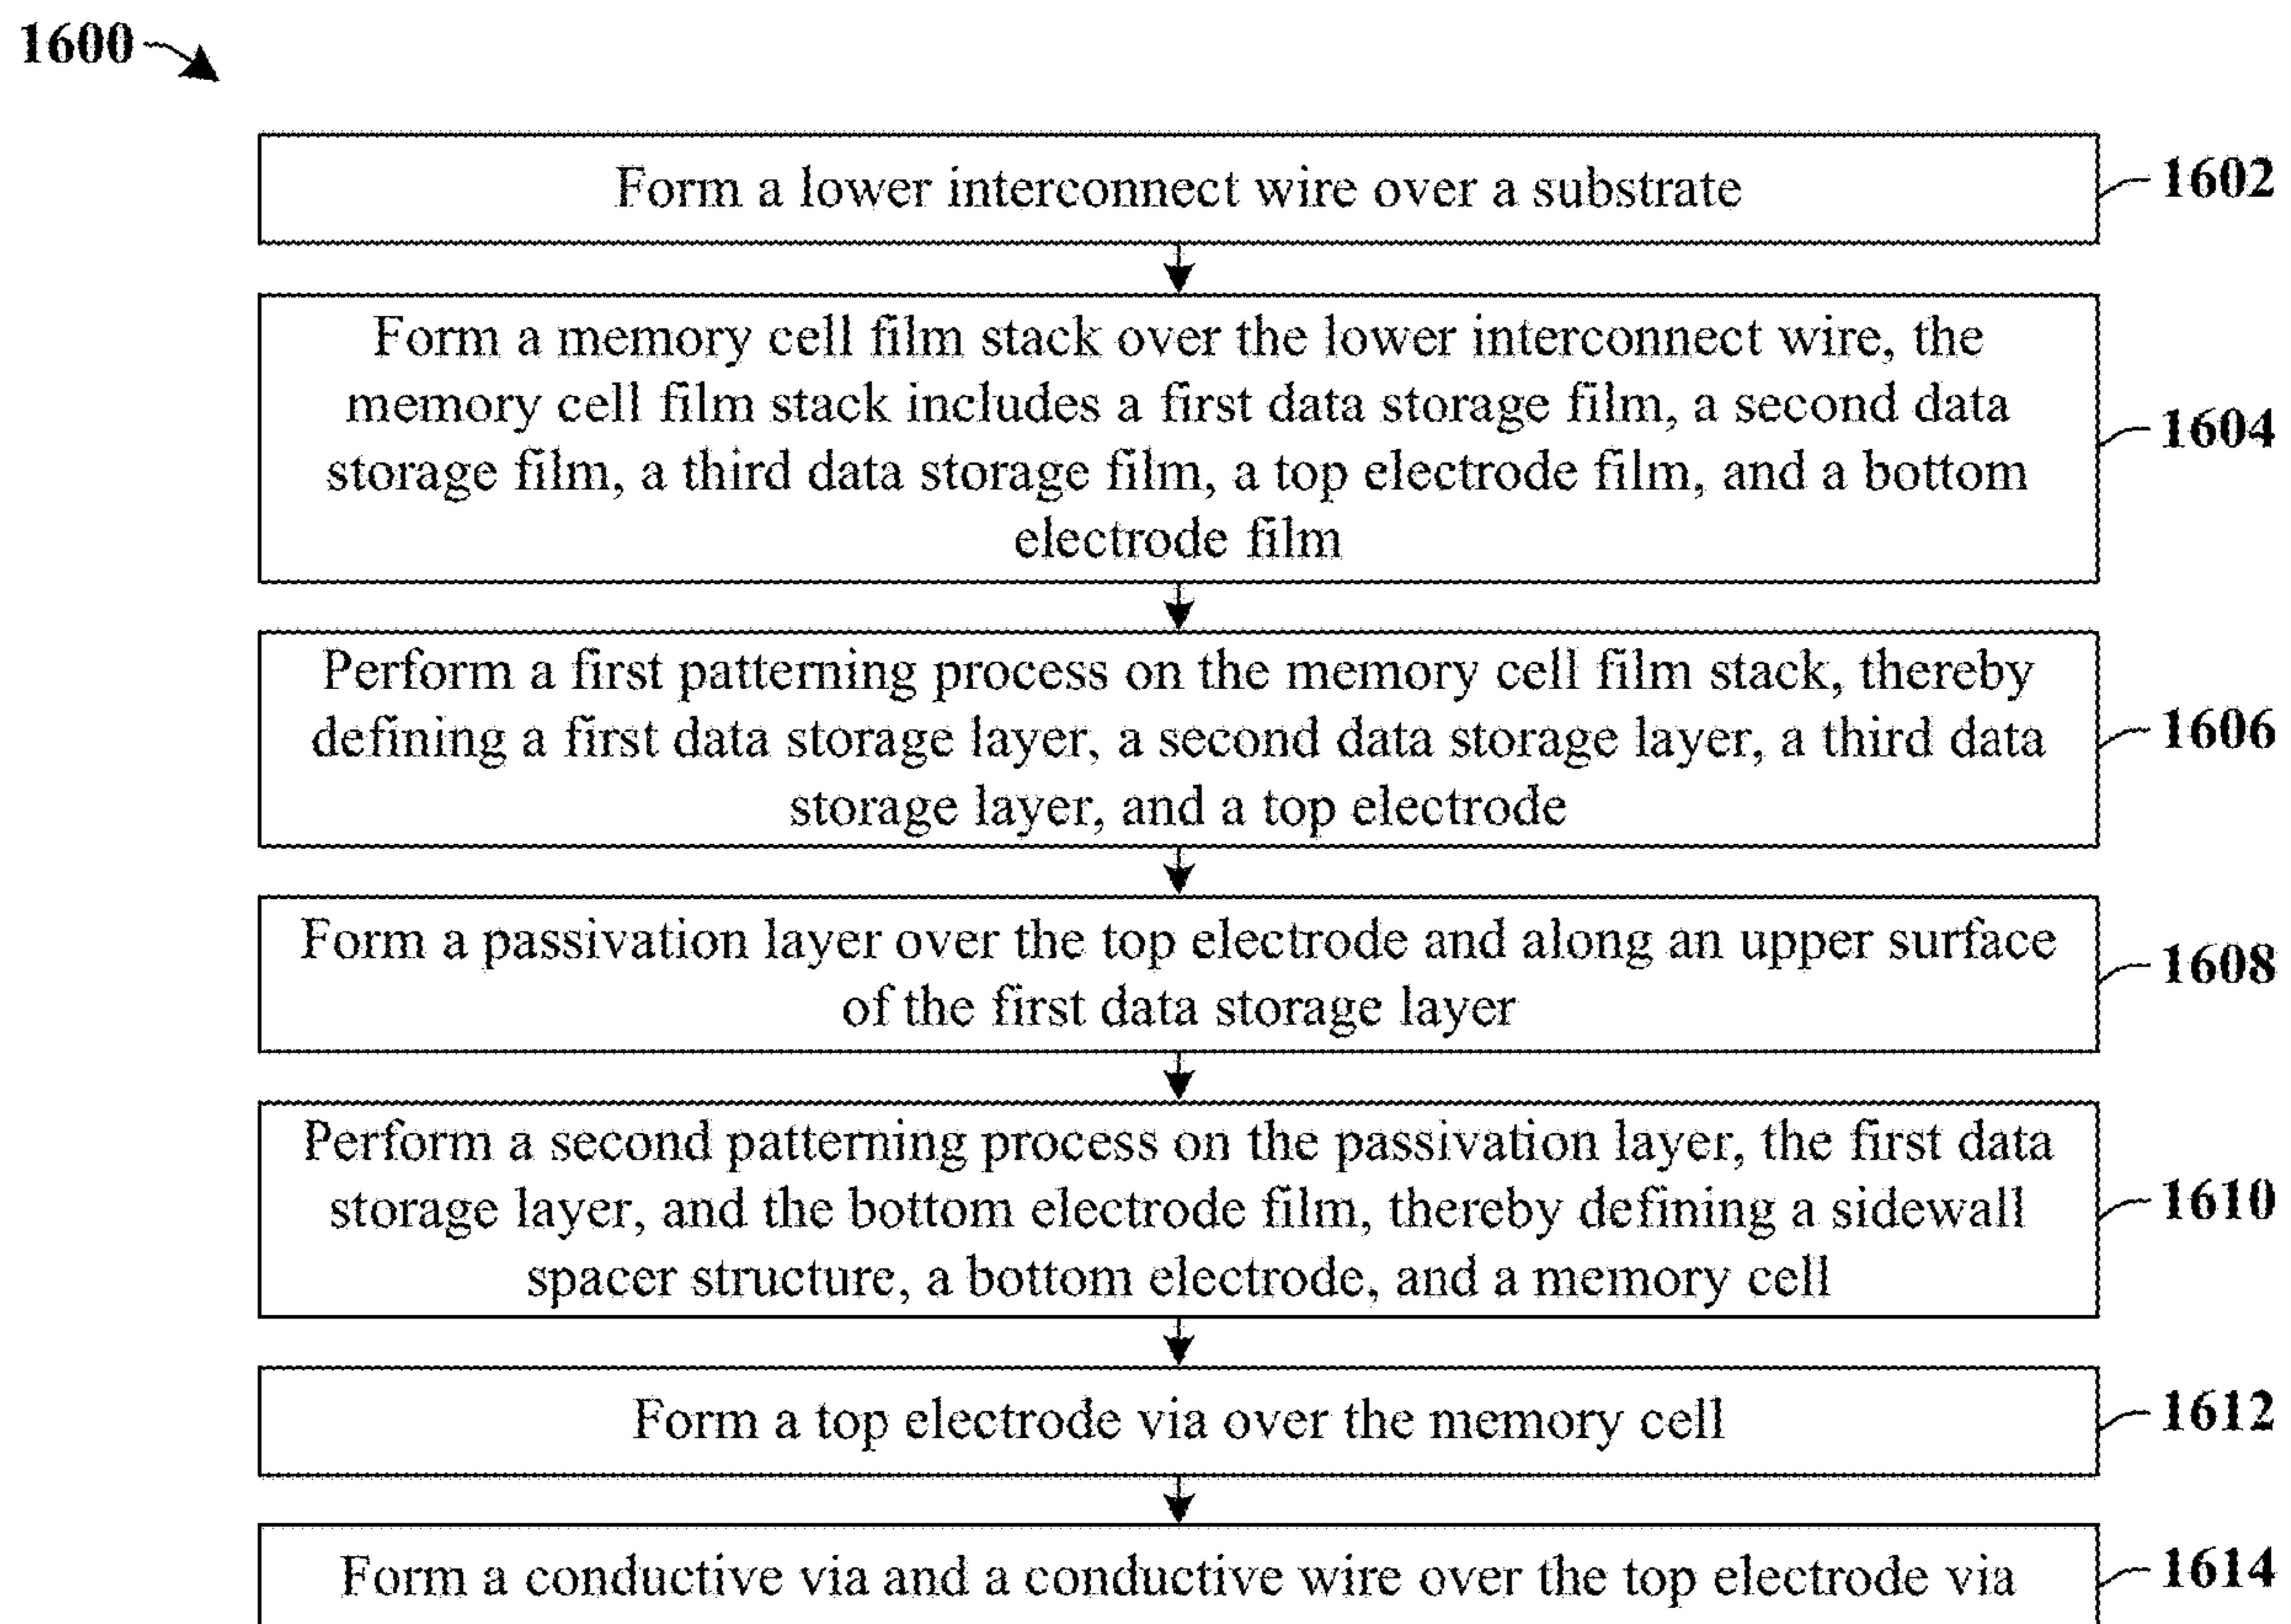 1600
Form a lower interconnect wire over a substrate
1602
Form a memory cell film stack over the lower interconnect wire, the
memory cell film stack includes a first data storage film, a second data
storage film, a third data storage film, a top electrode film, and a bottom
electrode film
1604
Perform a first patterning process on the memory cell film stack, thereby
defining a first data storage layer, a second data storage layer, a third data
storage layer, and a top electrode
1606
Form a passivation layer over the top electrode and along an upper surface
of the first data storage layer
1608
Perform a second patterning process on the passivation layer, the first data
storage layer, and the bottom electrode film, thereby defining a sidewall
spacer structure, a bottom electrode, and a memory cell
1610
Form a top electrode via over the memory cell
1612
Form a conductive via and a conductive wire over the top electrode via
1614